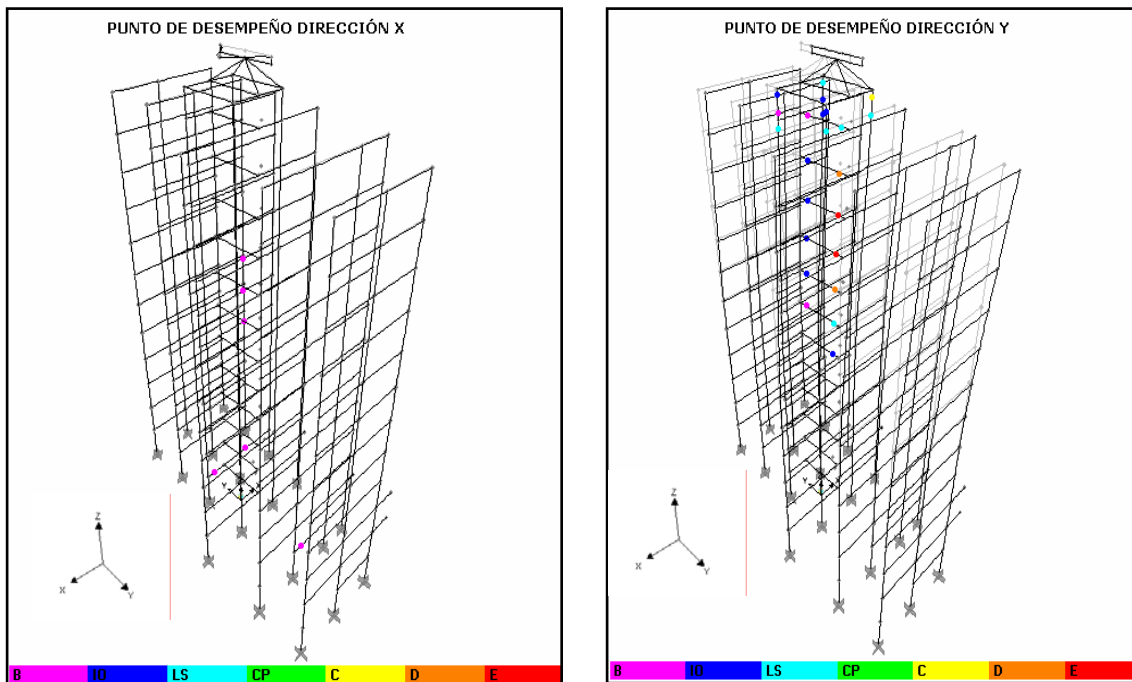 PUNTO DE DESEMPEÑO DIRECCIÓN X
Y X
Z
X
Y
B IO LS CP C D E
PUNTO DE DESEMPEÑO DIRECCIÓN Y
Y X
Z
X
Y
B IO LS CP C D E